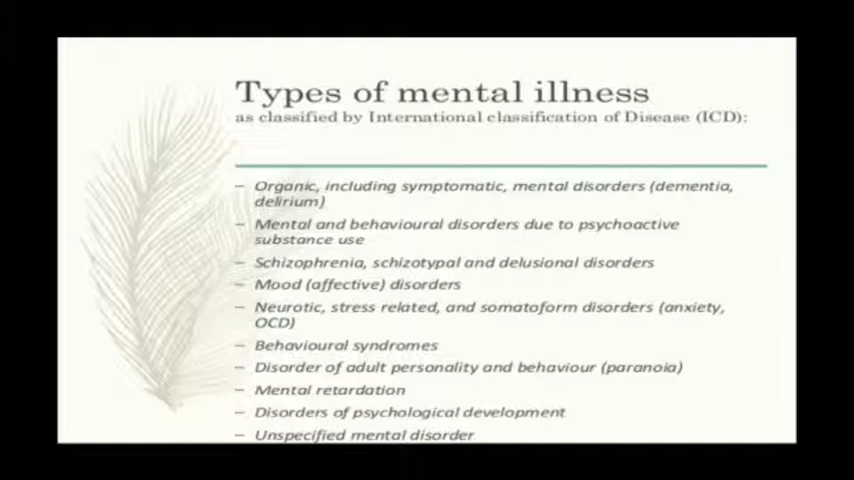 Types of mental illness
as classified by International classification of Disease (ICD):
– Organic, including symptomatic, mental disorders (dementia,
delirium)
– Mental and behavioural disorders due to psychoactive
substance use
– Schizophrenia, schizotypal and delusional disorders
– Mood (affective) disorders
– Neurotic, stress related, and somatoform disorders (anxiety,
OCD)
– Behavioural syndromes
– Disorder of adult personality and behaviour (paranoia)
– Mental retardation
– Disorders of psychological development
– Unspecified mental disorder